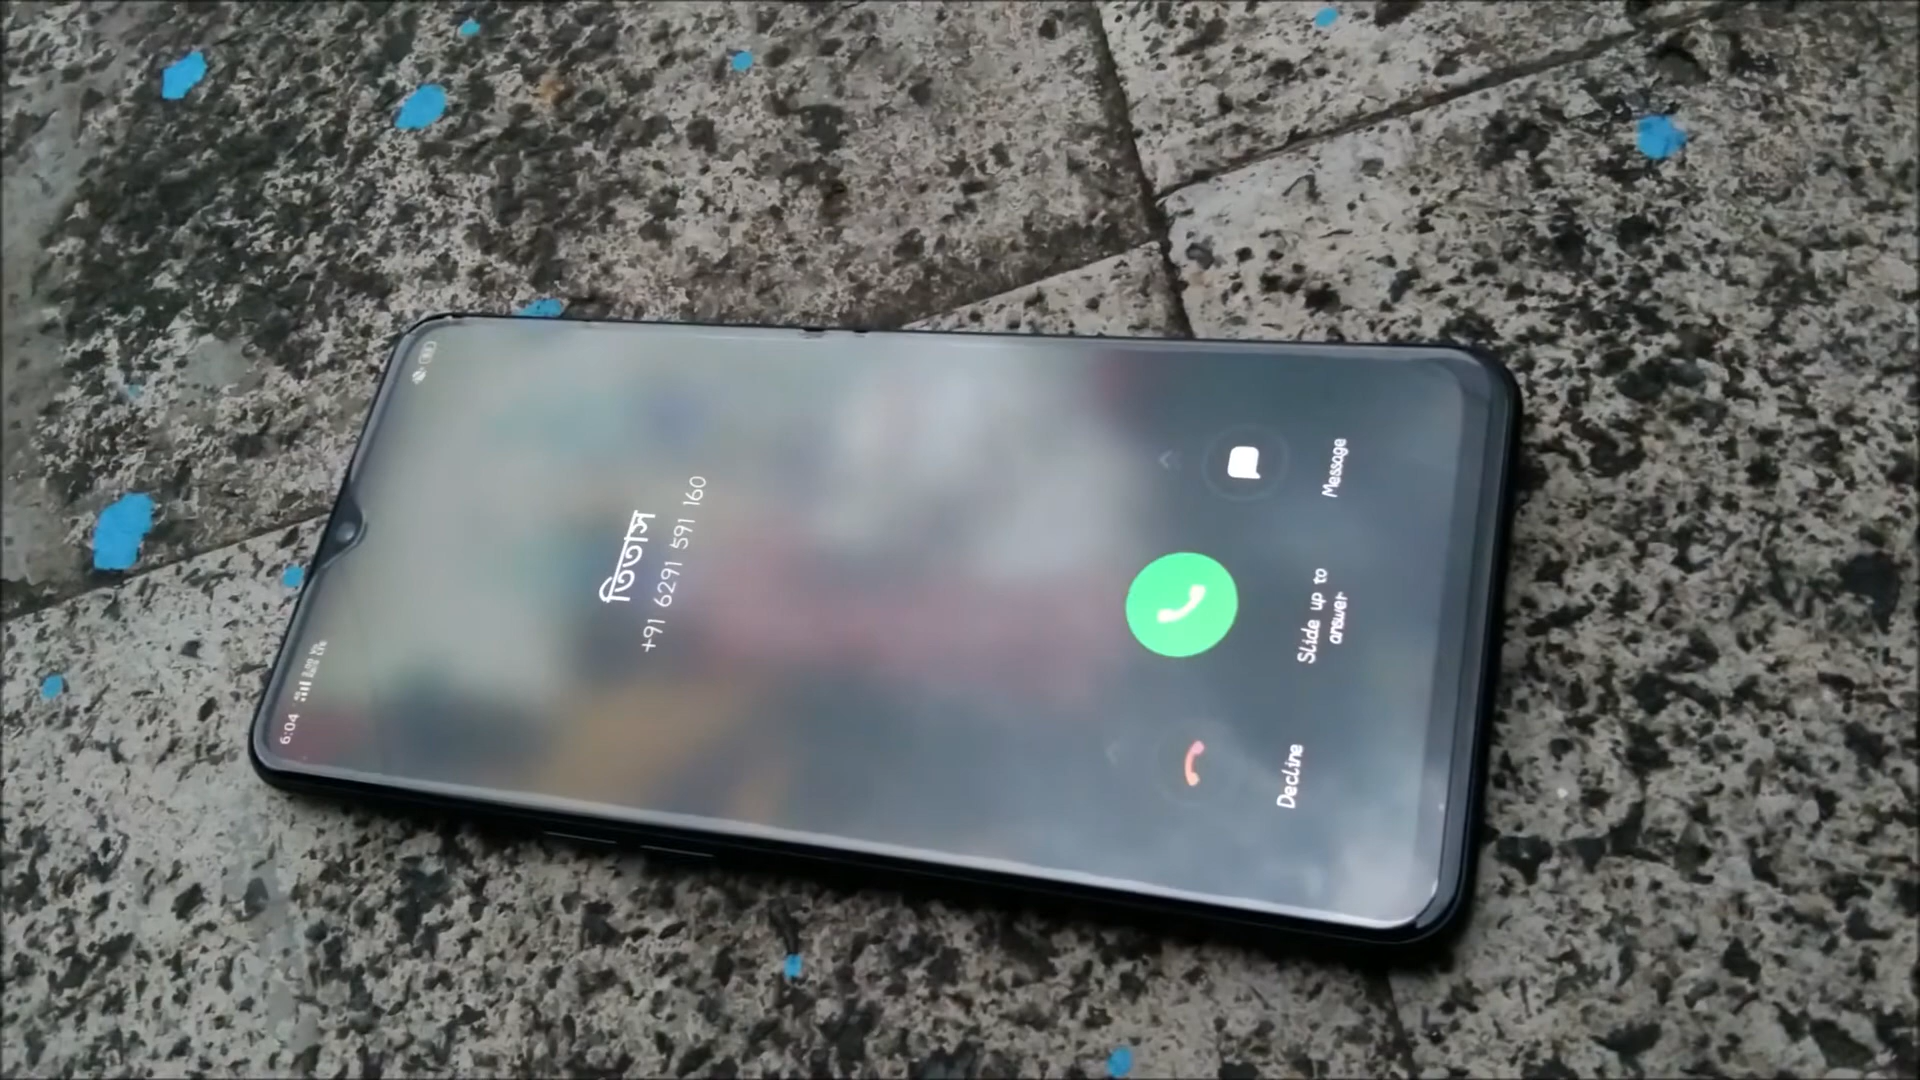 6:04
তিতাস
+91 6291 591 160
Message
Slide up to
answer
Decline